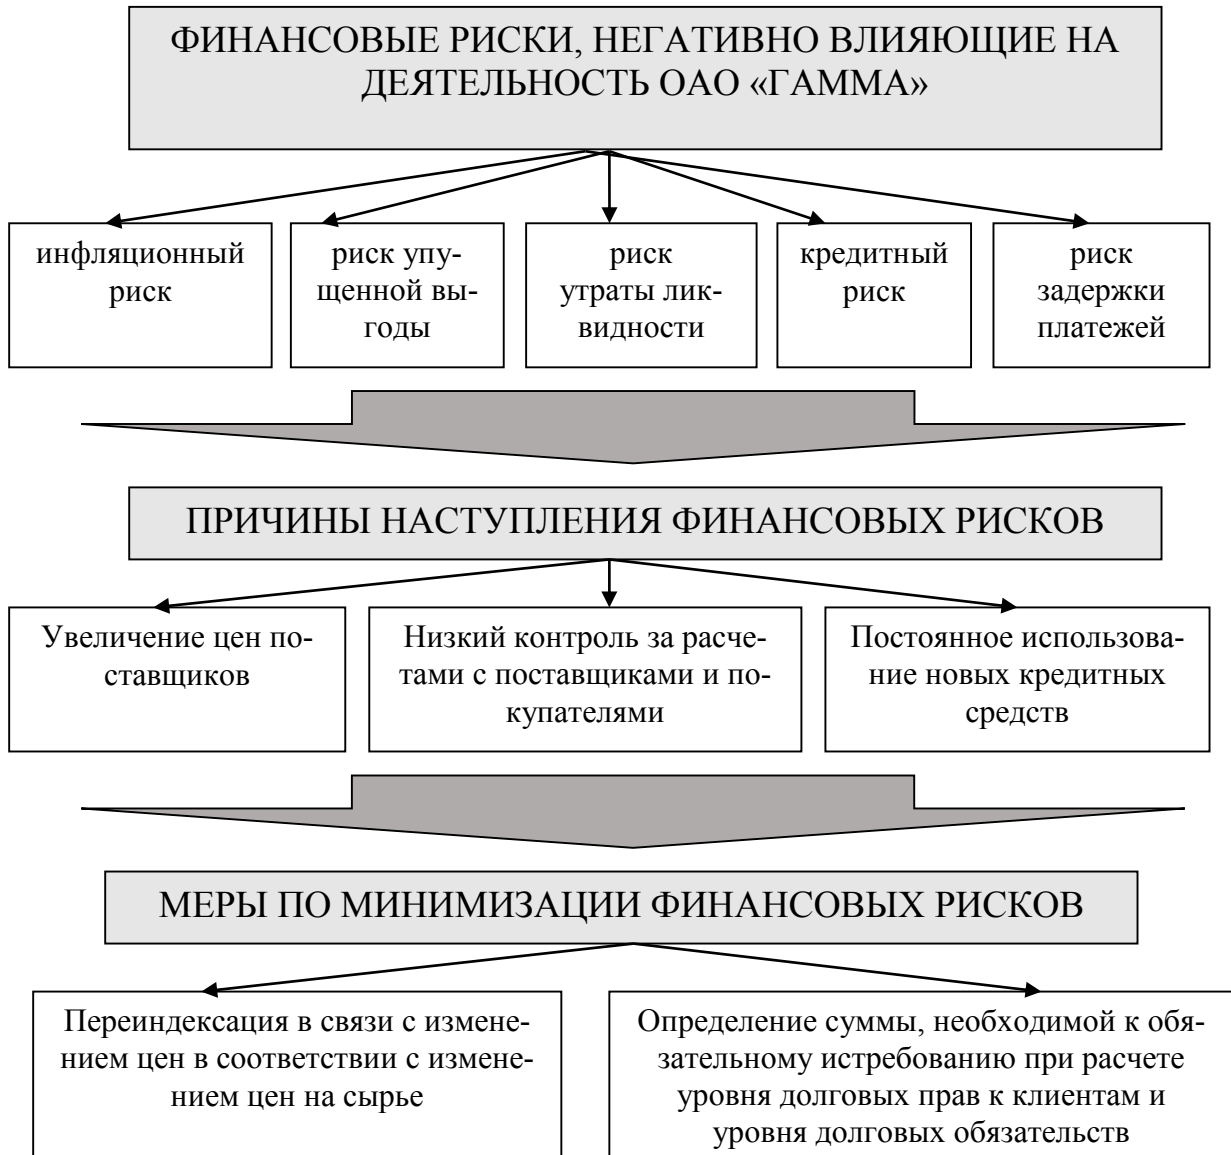 ФИНАНСОВЫЕ РИСКИ, НЕГАТИВНО ВЛИЯЮЩИЕ НА
ДЕЯТЕЛЬНОСТЬ ОАО «ГАММА»
инфляционный
риск
риск упу-
щенной вы-
годы
риск
утраты лик-
видности
кредитный
риск
риск
задержки
платежей
ПРИЧИНЫ НАСТУПЛЕНИЯ ФИНАНСОВЫХ РИСКОВ
Увеличение цен по-
ставщиков
Низкий контроль за расче-
тами с поставщиками и по-
купателями
Постоянное использова-
ние новых кредитных
средств
МЕРЫ ПО МИНИМИЗАЦИИ ФИНАНСОВЫХ РИСКОВ
Переиндексация в связи с измене-
нием цен в соответствии с измене-
нием цен на сырье
Определение суммы, необходимой к обя-
зательному истребованию при расчете
уровня долговых прав к клиентам и
уровня долговых обязательств